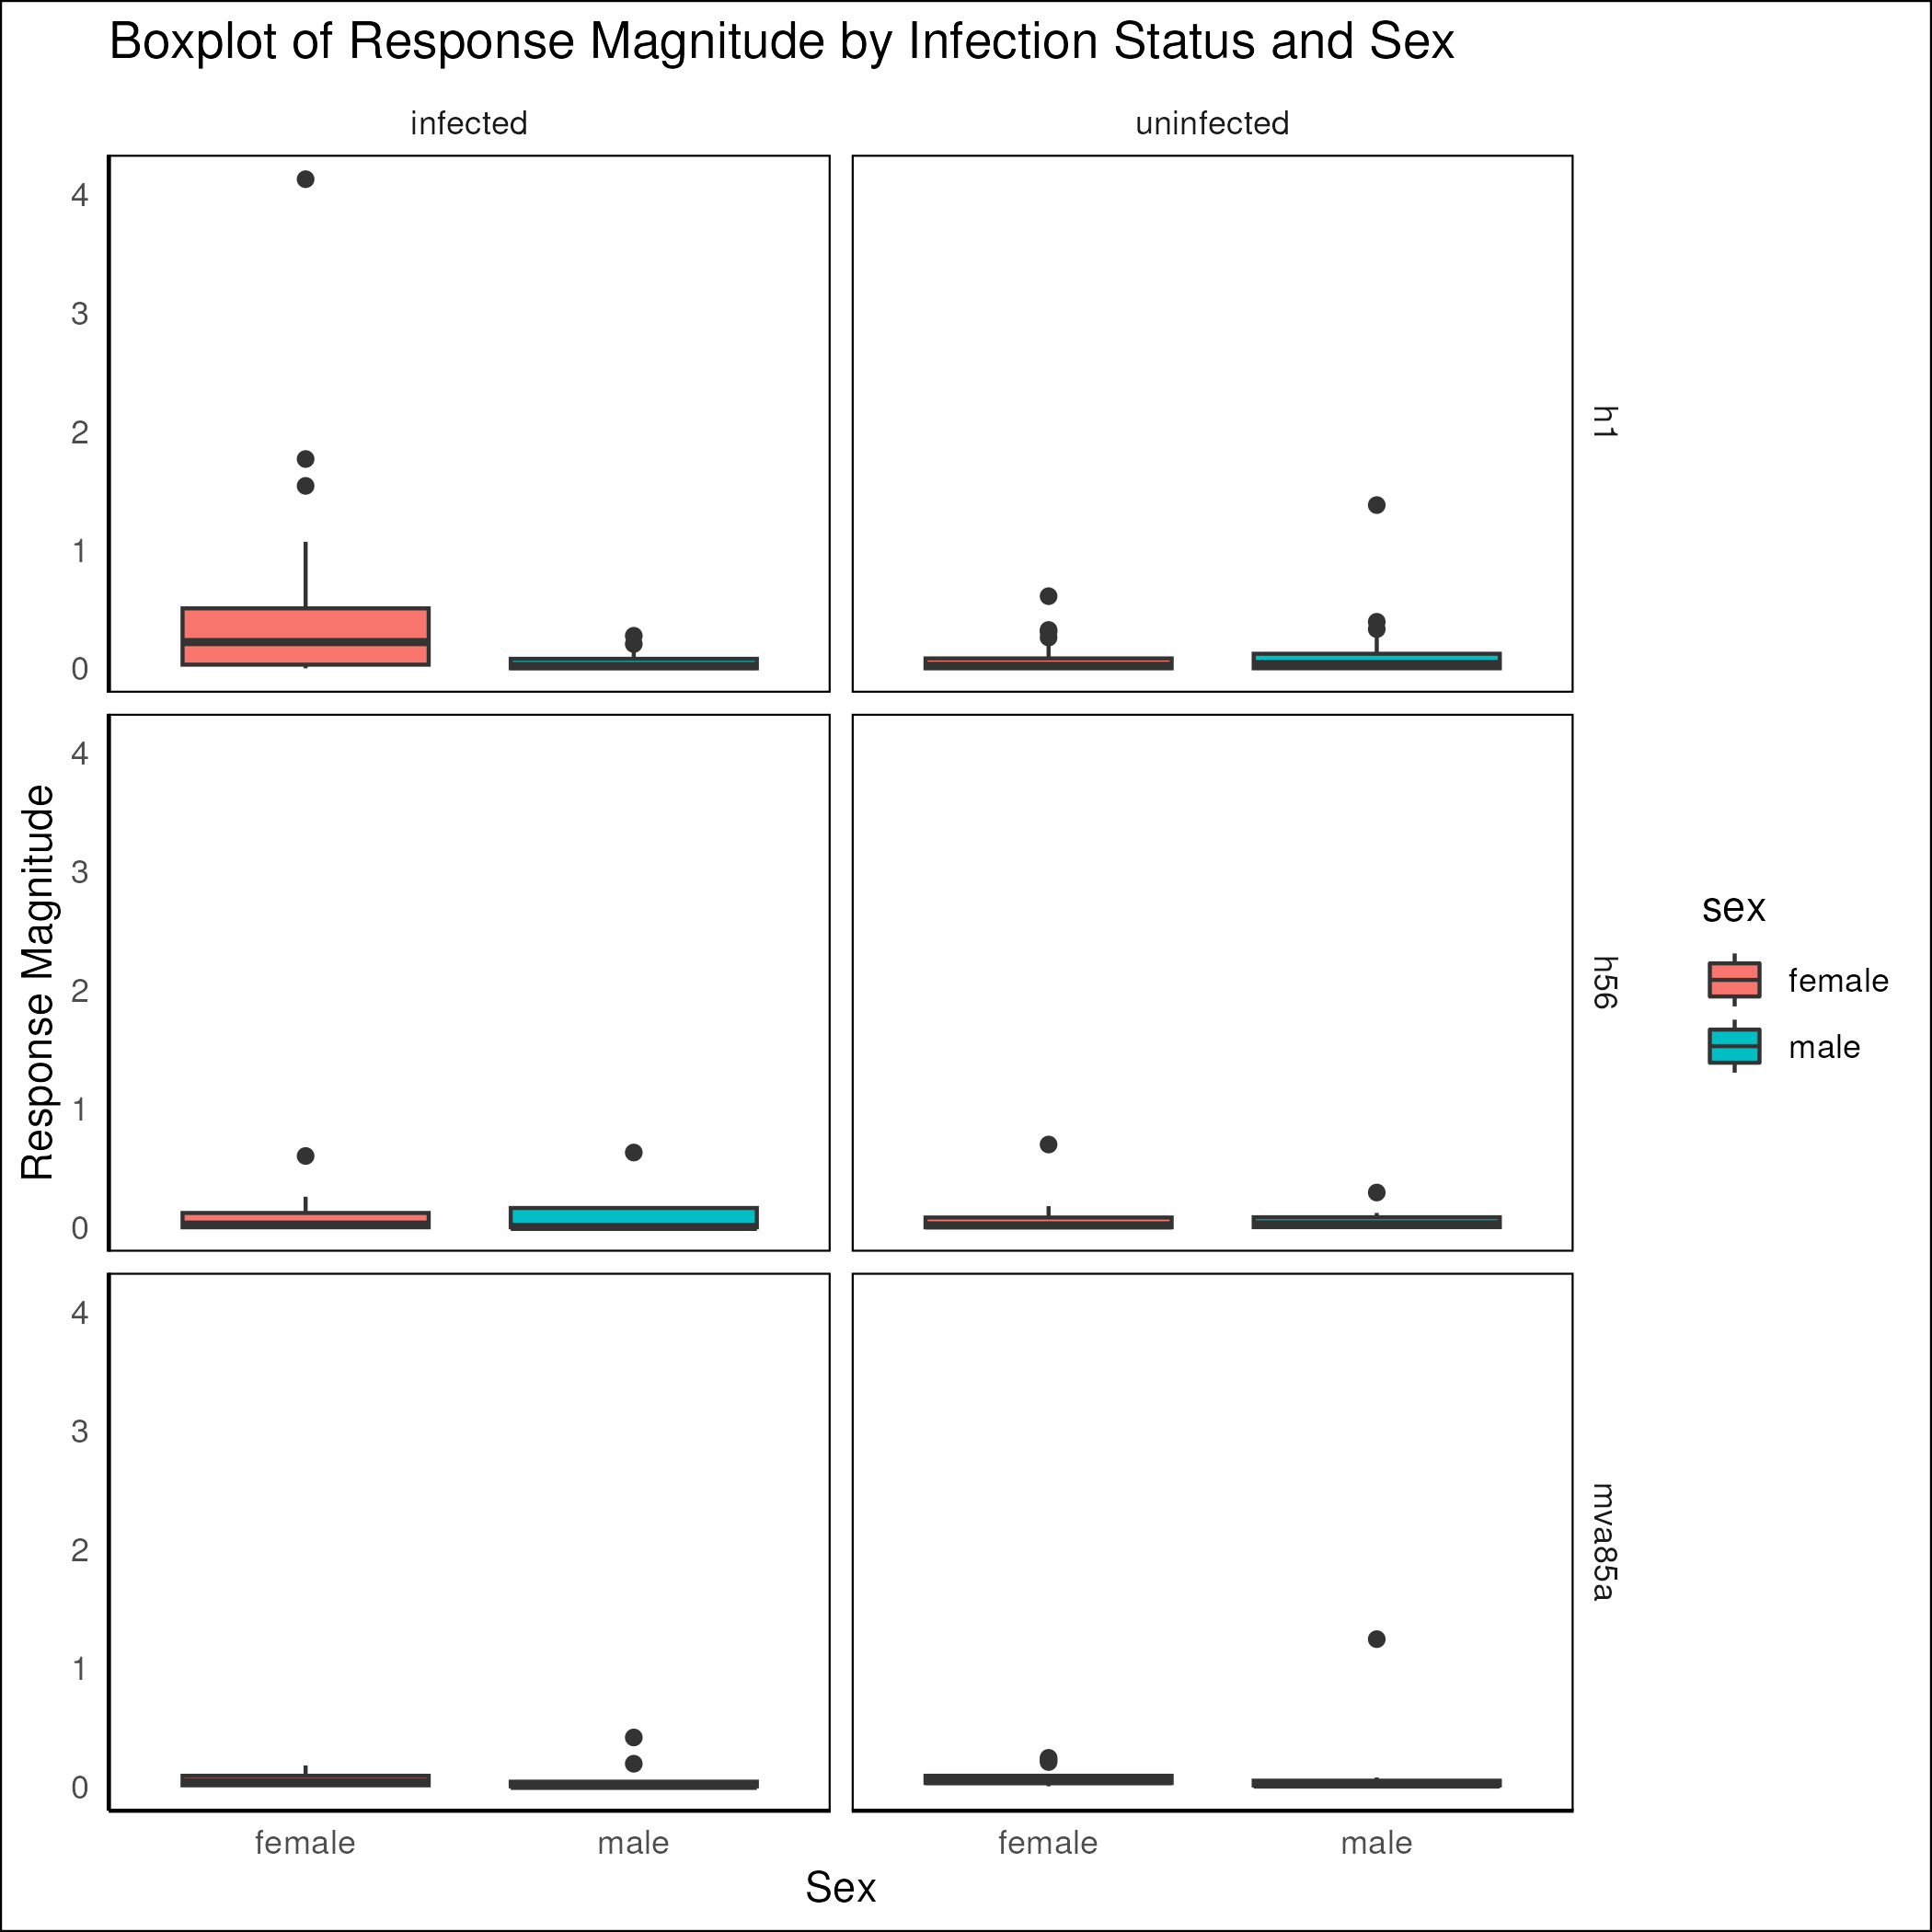 Boxplot of Response Magnitude by Infection Status and Sex
infected
uninfected
4
3
2
1
0
h1
4
3
2
1
0
h56
4
3
2
1
0
mva85a
Response Magnitude
female
male
female
male
Sex
sex
female
male